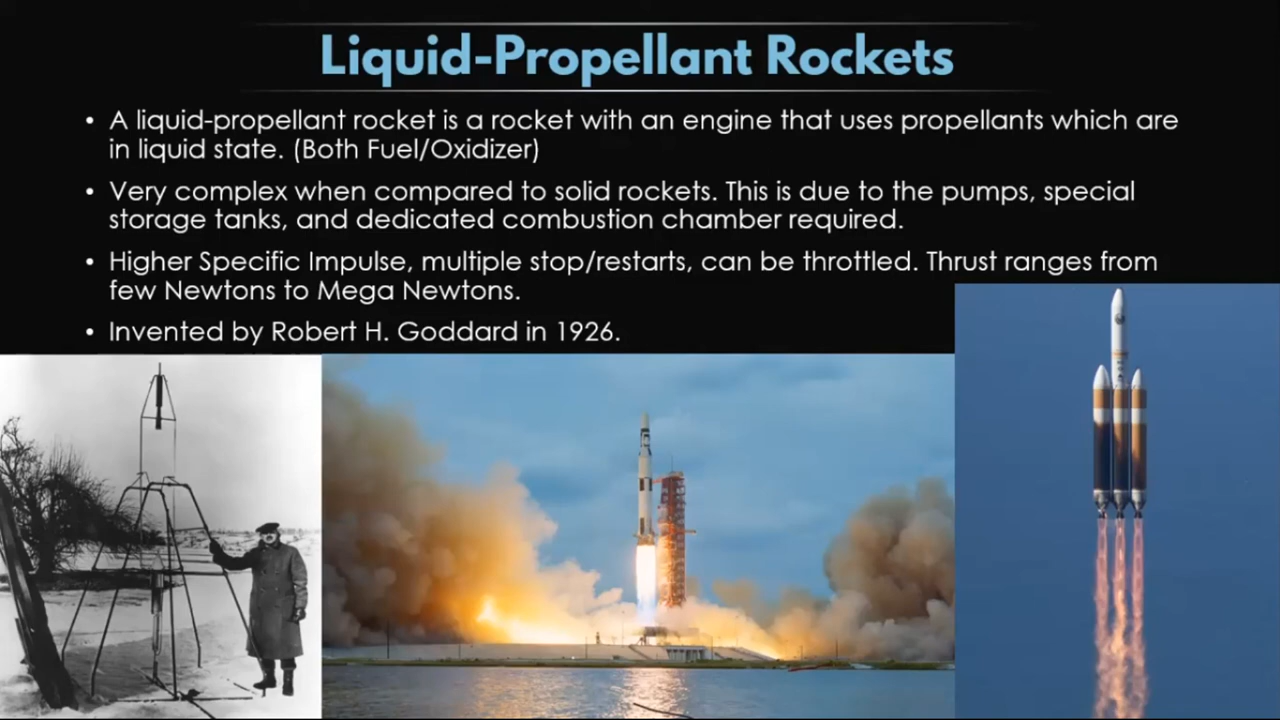 Liquid-Propellant Rockets
• A liquid-propellant rocket is a rocket with an engine that uses propellants which are
in liquid state. (Both Fuel/Oxidizer)
• Very complex when compared to solid rockets. This is due to the pumps, special
storage tanks, and dedicated combustion chamber required.
• Higher Specific Impulse, multiple stop/restarts, can be throttled. Thrust ranges from
few Newtons to Mega Newtons.
• Invented by Robert H. Goddard in 1926.